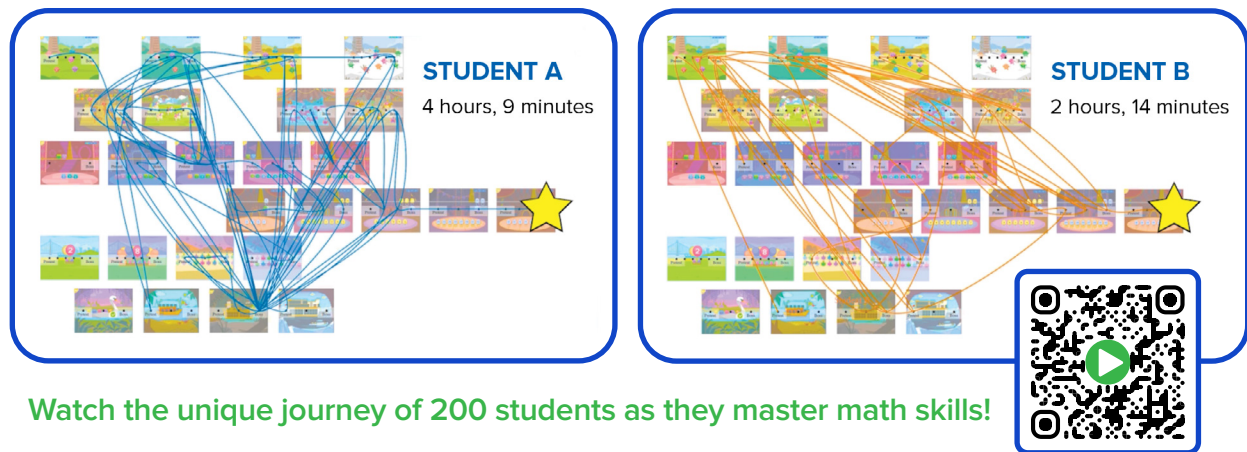 STUDENT A
4 hours, 9 minutes
STUDENT B
2 hours, 14 minutes
Watch the unique journey of 200 students as they master math skills!